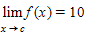 lim f(x) = 10
x → c